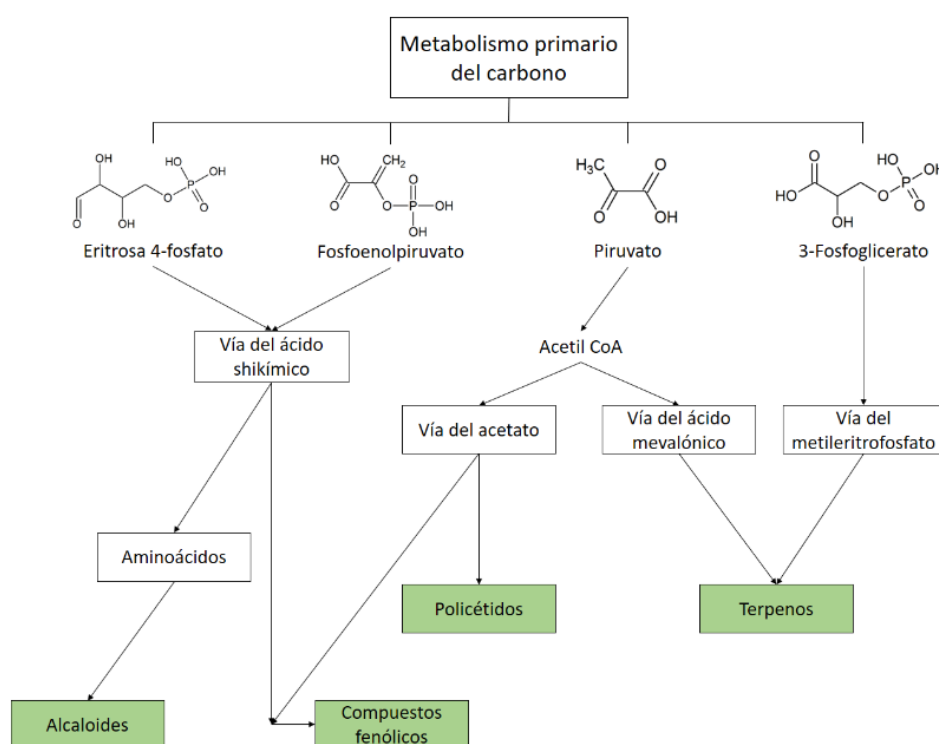 Metabolismo primario
del carbono
OH
O
OH
O
HO
P
OH
O
Eritrosa 4-fosfato
HO
O
CH₂
O
O
P
OH
OH
Fosfoenolpiruvato
H₃C
O
O
OH
Piruvato
O
HO
OH
O
HO
P
OH
O
3-Fosfoglicerato
Vía del ácido
shikímico
Acetil CoA
Vía del acetato
Vía del ácido
mevalónico
Vía del
metileritrofosfato
Aminoácidos
Policétidos
Terpenos
Alcaloides
Compuestos
fenólicos